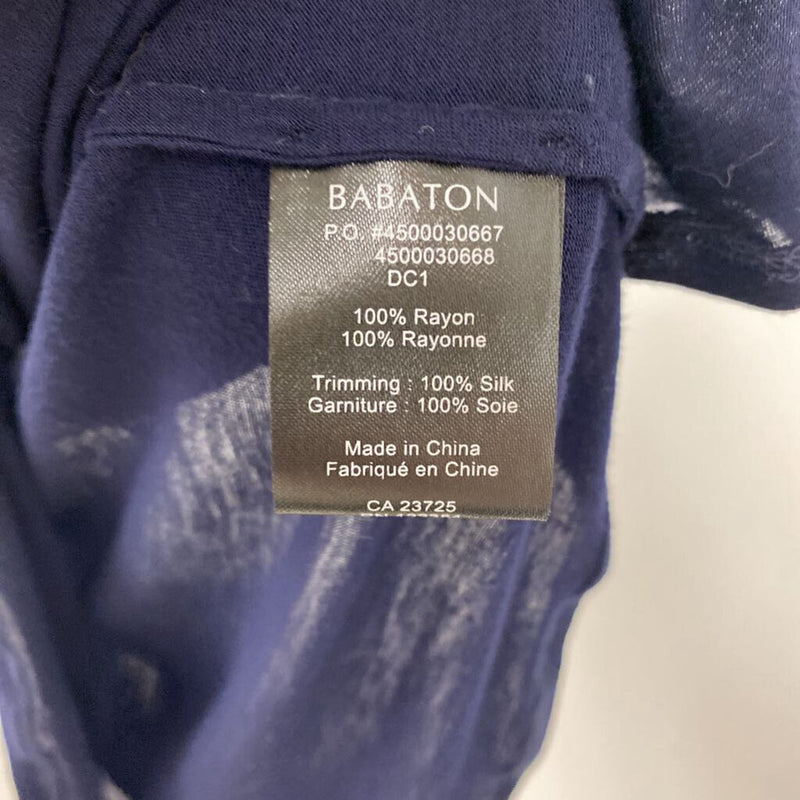 BABATON
P.O. #4500030667
4500030668
DC1
100% Rayon
100% Rayonne
Trimming : 100% Silk
Garniture : 100% Soie
Made in China
Fabriqué en Chine
CA 23725